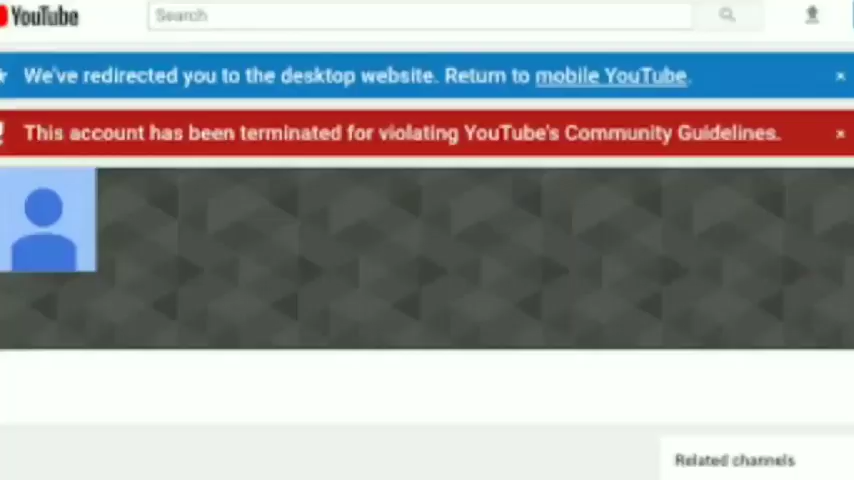 YouTube
Search
We've redirected you to the desktop website. Return to mobile YouTube.
×
This account has been terminated for violating YouTube's Community Guidelines.
×
Related channels